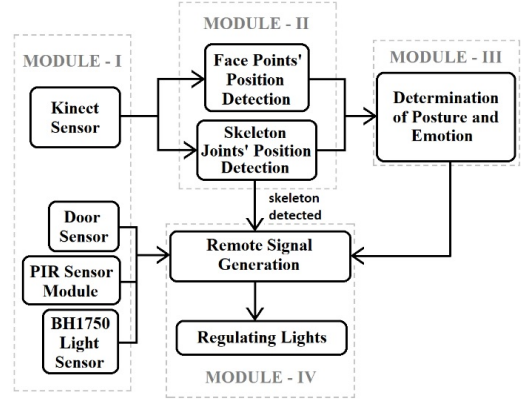 MODULE - I
Kinect
Sensor
Door
Sensor
PIR Sensor
Module
BH1750
Light
Sensor
MODULE - II
Face Points'
Position
Detection
Skeleton
Joints' Position
Detection
skeleton
detected
MODULE - III
Determination
of Posture and
Emotion
Remote Signal
Generation
Regulating Lights
MODULE - IV